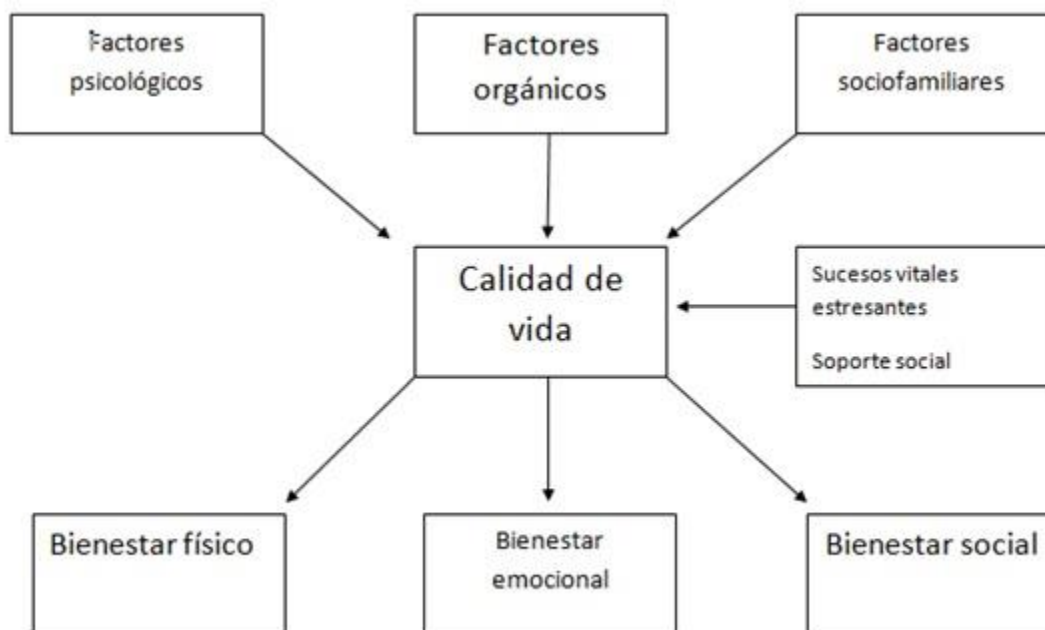 Factores
psicológicos
Factores
orgánicos
Factores
sociofamiliares
Calidad de
vida
Sucesos vitales
estresantes
Soporte social
Bienestar físico
Bienestar
emocional
Bienestar social